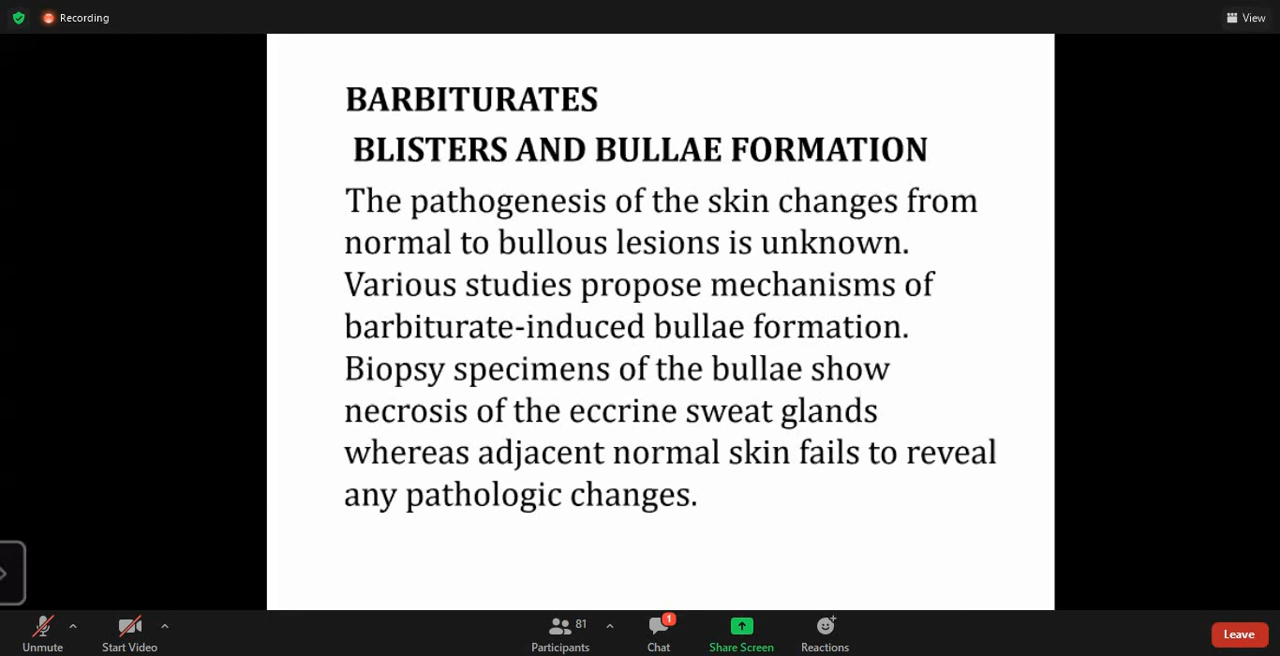 Recording
View
BARBITURATES
BLISTERS AND BULLAE FORMATION
The pathogenesis of the skin changes from
normal to bullous lesions is unknown.
Various studies propose mechanisms of
barbiturate-induced bullae formation.
Biopsy specimens of the bullae show
necrosis of the eccrine sweat glands
whereas adjacent normal skin fails to reveal
any pathologic changes.
81
1
Unmute
Start Video
Participants
Chat
Share Screen
Reactions
Leave